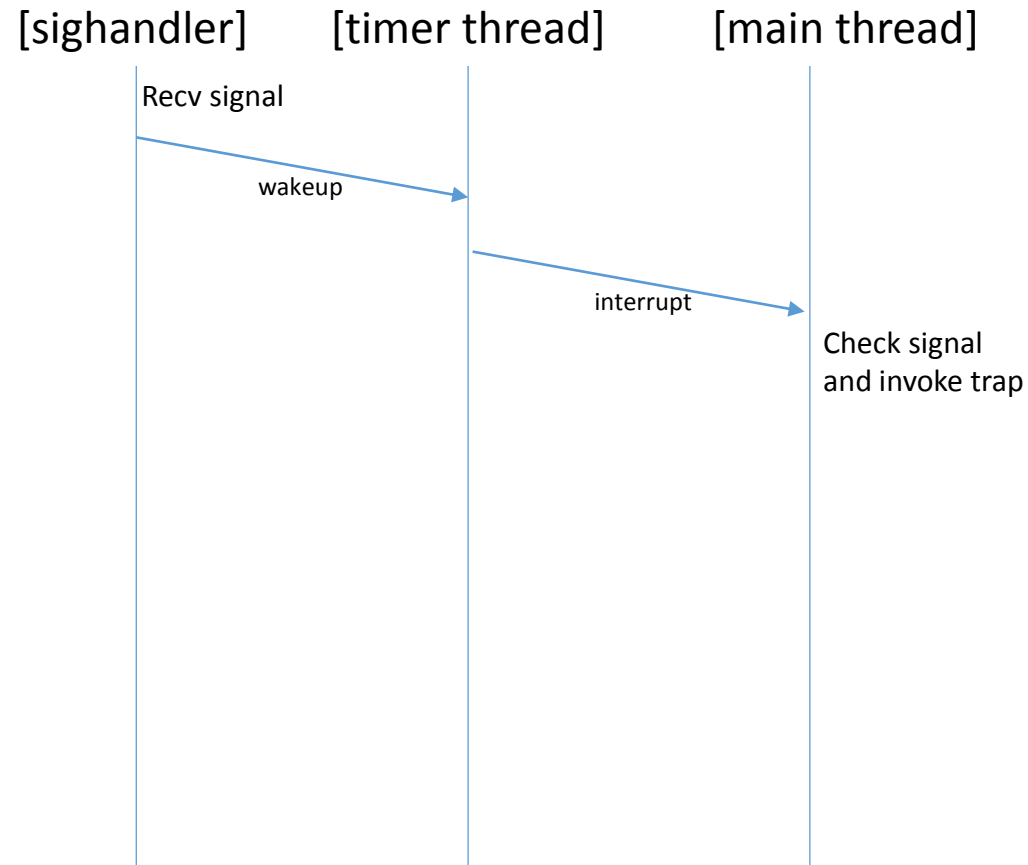 [sighandler] [timer thread] [main thread]
Recv signal
wakeup
interrupt
Check signal
and invoke trap